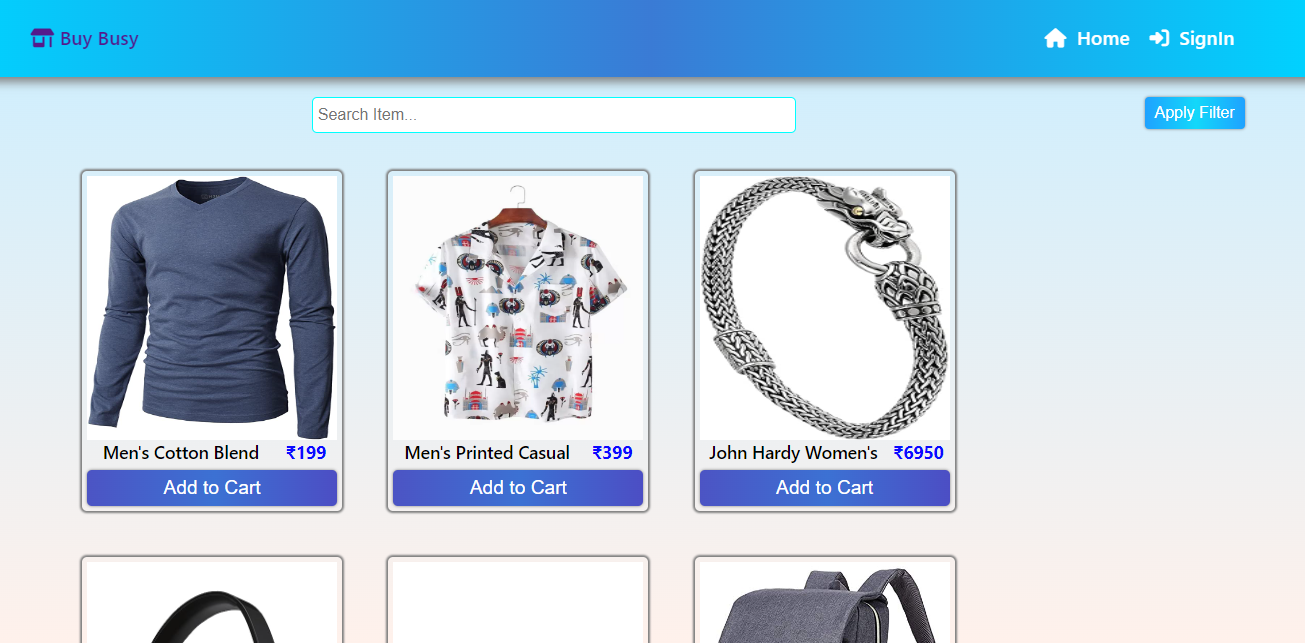 Buy Busy
Home
SignIn
Search Item...
Apply Filter
Men's Cotton Blend ₹199
Men's Printed Casual ₹399
John Hardy Women's ₹6950
Add to Cart
Add to Cart
Add to Cart